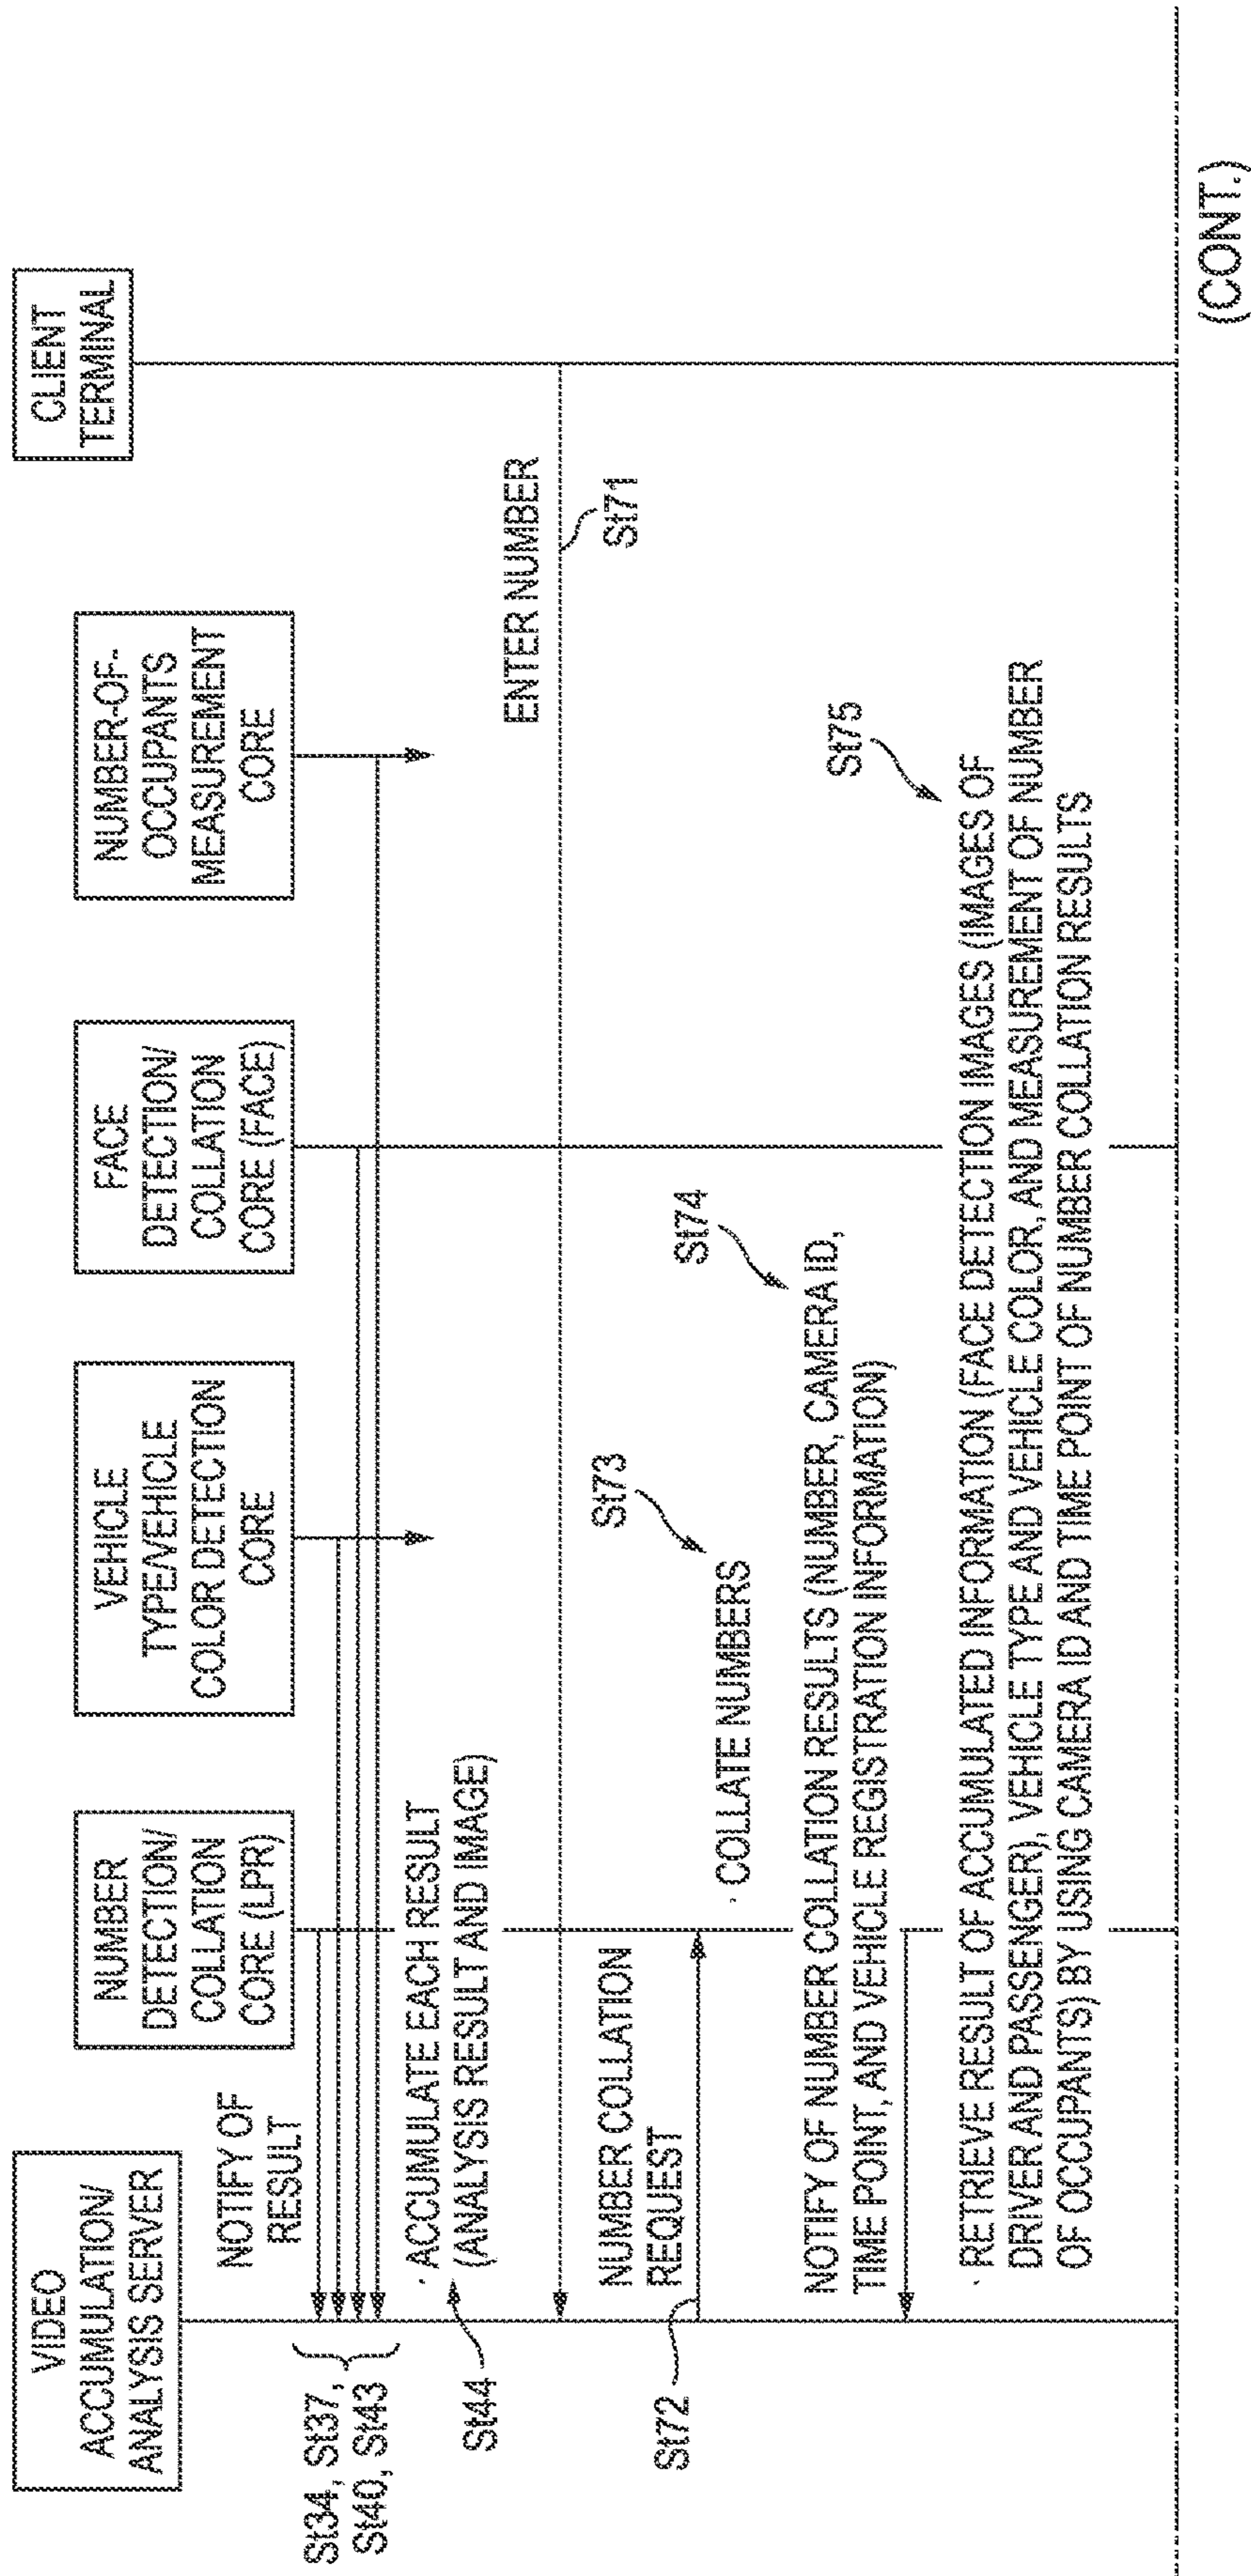 VIDEO
ACCUMULATION/
ANALYSIS SERVER
NUMBER
DETECTION/
COLLATION
CORE (LPR)
VEHICLE
TYPE/VEHICLE
COLOR DETECTION
CORE
FACE
DETECTION/
COLLATION
CORE (FACE)
NUMBER-OF-
OCCUPANTS
MEASUREMENT
CORE
CLIENT
TERMINAL
NOTIFY OF
RESULT
St34, St37,
St40, St43
· ACCUMULATE EACH RESULT
(ANALYSIS RESULT AND IMAGE)
St44
ENTER NUMBER
St71
NUMBER COLLATION
REQUEST
St72
· COLLATE NUMBERS
St73
St74
NOTIFY OF NUMBER COLLATION RESULTS (NUMBER, CAMERA ID,
TIME POINT, AND VEHICLE REGISTRATION INFORMATION)
St75
· RETRIEVE RESULT OF ACCUMULATED INFORMATION (FACE DETECTION IMAGES (IMAGES OF
DRIVER AND PASSENGER), VEHICLE TYPE AND VEHICLE COLOR, AND MEASUREMENT OF NUMBER
OF OCCUPANTS) BY USING CAMERA ID AND TIME POINT OF NUMBER COLLATION RESULTS
(CONT.)